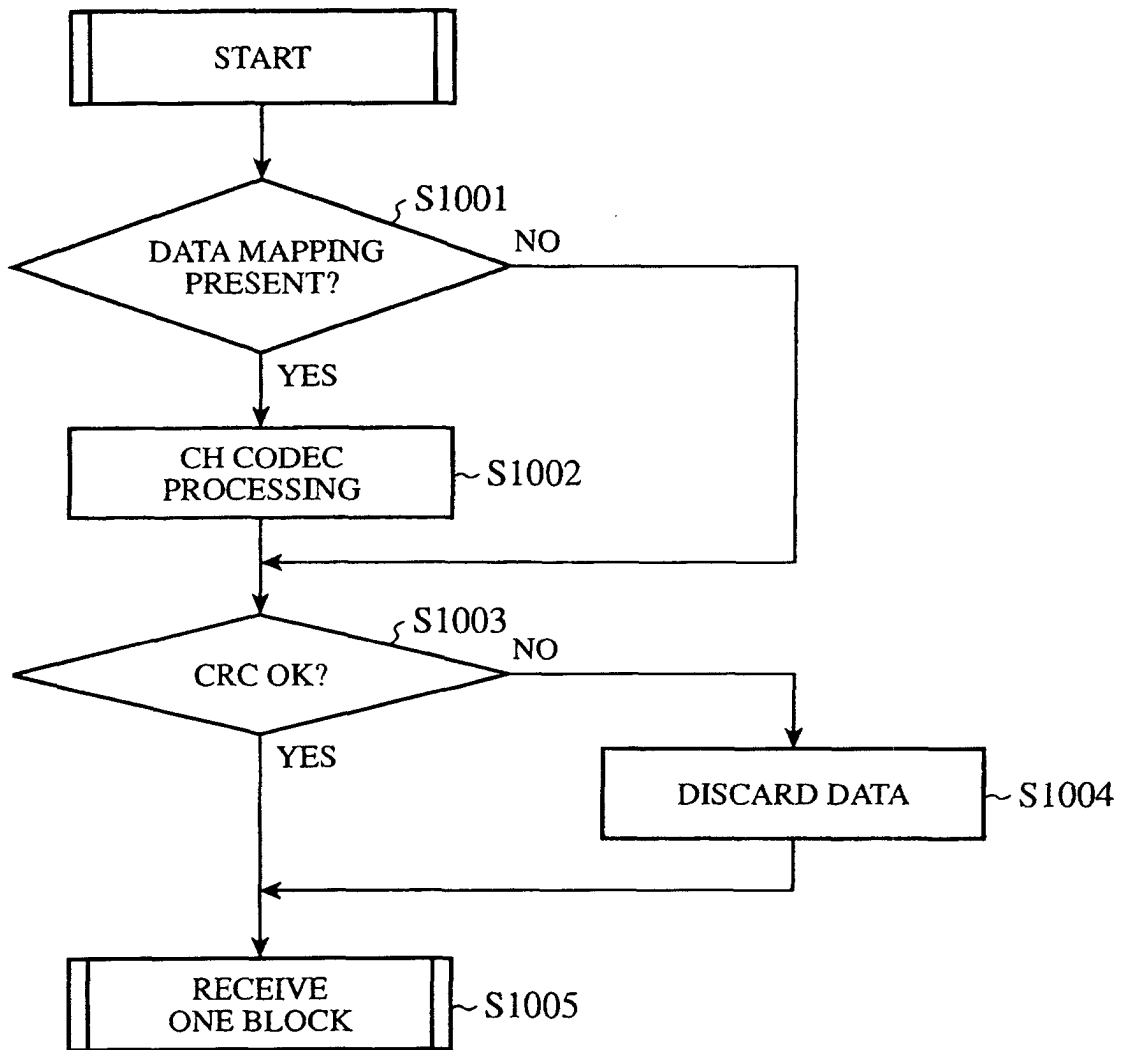 START
S1001
DATA MAPPING
PRESENT?
NO
YES
CH CODEC
PROCESSING
S1002
S1003
CRC OK?
NO
YES
DISCARD DATA
S1004
RECEIVE
ONE BLOCK
S1005